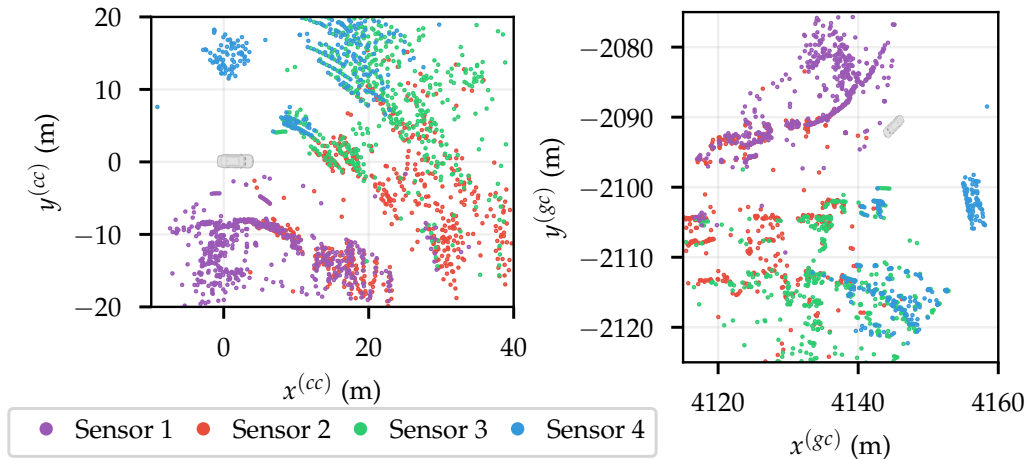 20
10
0
−10
−20
y^(cc) (m)
0 20 40
x^(cc) (m)
−2080
−2090
−2100
−2110
−2120
y^(gc) (m)
4120 4140 4160
x^(gc) (m)
Sensor 1 Sensor 2 Sensor 3 Sensor 4